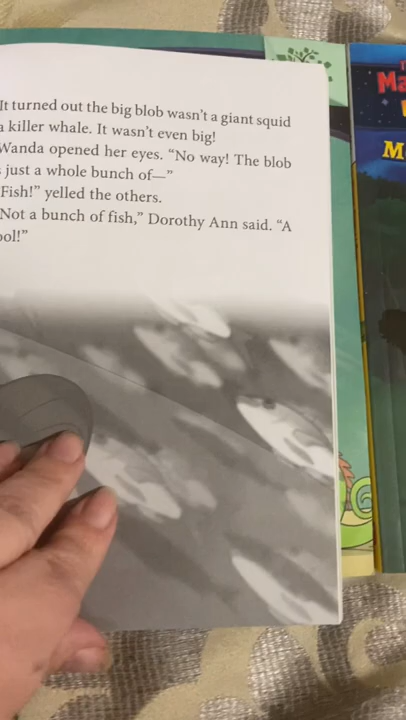 It turned out the big blob wasn't a giant squid
a killer whale. It wasn't even big!
Wanda opened her eyes. "No way! The blob
just a whole bunch of—"
Fish!" yelled the others.
Not a bunch of fish," Dorothy Ann said. "A
ool!"
Ma
M